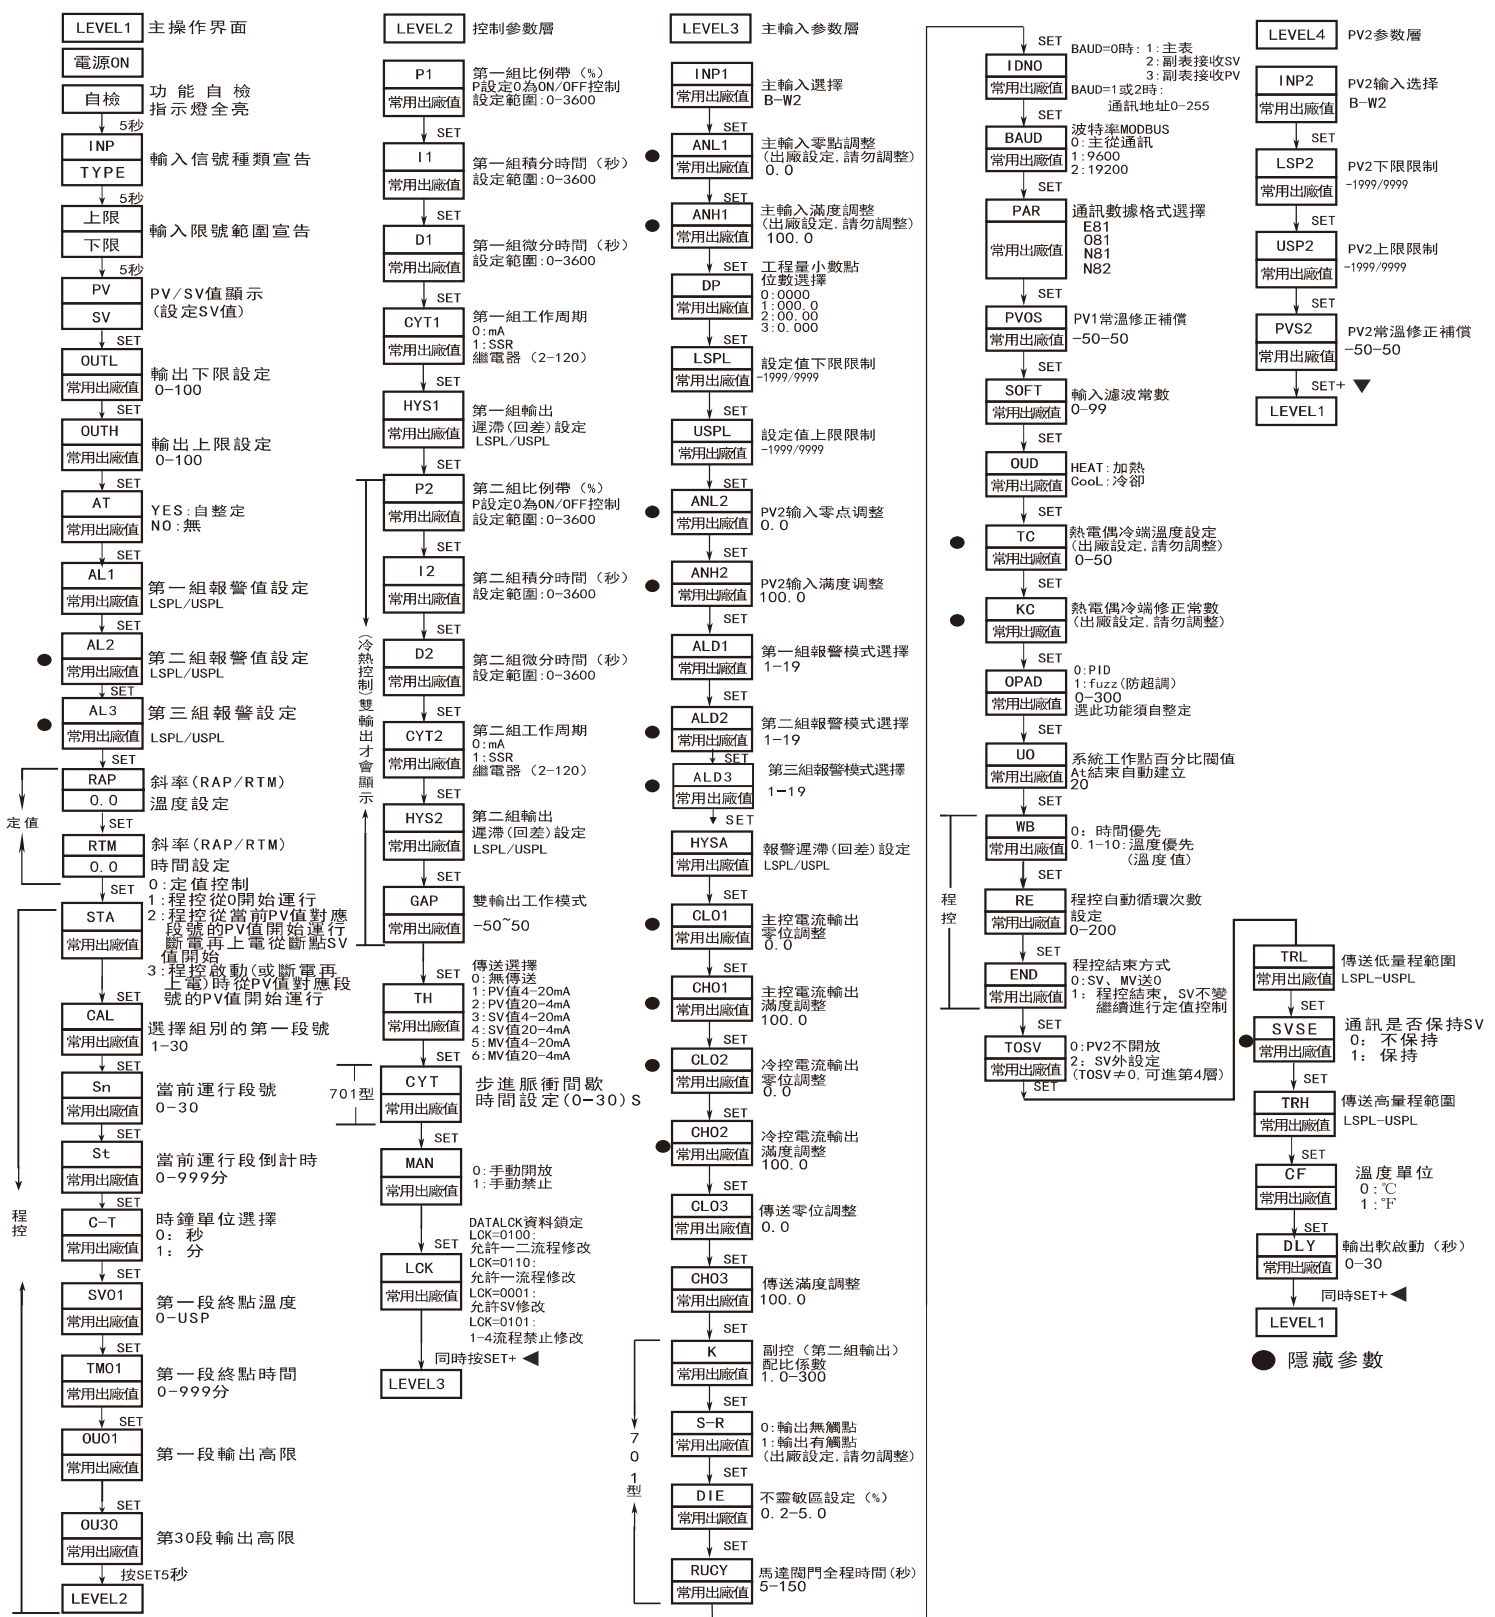 LEVEL1 主操作界面
電源ON
自檢
功能自檢
指示燈全亮
5秒
INP
TYPE
輸入信號種類宣告
5秒
上限
下限
輸入限號範圍宣告
5秒
PV
SV
PV/SV值顯示
(設定SV值)
SET
OUTL
常用出廠值
輸出下限設定
0-100
SET
OUTH
常用出廠值
輸出上限設定
0-100
SET
AT
常用出廠值
YES:自整定
NO:無
SET
AL1
常用出廠值
第一組報警值設定
LSPL/USPL
SET
AL2
常用出廠值
第二組報警值設定
LSPL/USPL
SET
AL3
常用出廠值
第三組報警設定
LSPL/USPL
SET
定值
RAP
0.0
斜率(RAP/RTM)
溫度設定
SET
RTM
0.0
斜率(RAP/RTM)
時間設定
SET
程控
STA
常用出廠值
0:定值控制
1:程控從0開始運行
2:程控從當前PV值對應
段號的PV值開始運行
斷電再上電從斷點SV
值開始
3:程控啟動(或斷電再
上電)時從PV值對應段
號的PV值開始運行
SET
CAL
常用出廠值
選擇組別的第一段號
1-30
SET
Sn
常用出廠值
當前運行段號
0-30
SET
St
常用出廠值
當前運行段倒計時
0-999分
SET
C-T
常用出廠值
時鐘單位選擇
0: 秒
1: 分
SET
SV01
常用出廠值
第一段終點溫度
0-USP
SET
TM01
常用出廠值
第一段終點時間
0-999分
SET
OU01
常用出廠值
第一段輸出高限
SET
OU30
常用出廠值
第30段輸出高限
按SET5秒
LEVEL2
LEVEL2 控制參數層
P1
常用出廠值
第一組比例帶(%)
P設定0為ON/OFF控制
設定範圍:0-3600
SET
I1
常用出廠值
第一組積分時間(秒)
設定範圍:0-3600
SET
D1
常用出廠值
第一組微分時間(秒)
設定範圍:0-3600
SET
CYT1
常用出廠值
第一組工作周期
0:mA
1:SSR
繼電器(2-120)
SET
HYS1
常用出廠值
第一組輸出
遲滯(回差)設定
LSPL/USPL
SET
(冷熱控制)雙輸出才會顯示
P2
常用出廠值
第二組比例帶(%)
P設定0為ON/OFF控制
設定範圍:0-3600
SET
I2
常用出廠值
第二組積分時間(秒)
設定範圍:0-3600
SET
D2
常用出廠值
第二組微分時間(秒)
設定範圍:0-3600
SET
CYT2
常用出廠值
第二組工作周期
0:mA
1:SSR
繼電器(2-120)
SET
HYS2
常用出廠值
第二組輸出
遲滯(回差)設定
LSPL/USPL
SET
GAP
常用出廠值
雙輸出工作模式
-50~50
SET
TH
常用出廠值
傳送選擇
0:無傳送
1:PV值4-20mA
2:PV值20-4mA
3:SV值4-20mA
4:SV值20-4mA
5:MV值4-20mA
6:MV值20-4mA
SET
701型
CYT
常用出廠值
步進脈衝間歇
時間設定(0-30)S
SET
MAN
常用出廠值
0:手動開放
1:手動禁止
SET
LCK
常用出廠值
DATALCK資料鎖定
LCK=0100:
允許一二流程修改
LCK=0110:
允許一流程修改
LCK=0001:
允許SV修改
LCK=0101:
1-4流程禁止修改
同時按SET+◀
LEVEL3
LEVEL3 主輸入参數層
INP1
常用出廠值
主輸入選擇
B-W2
SET
ANL1
常用出廠值
主輸入零點調整
(出廠設定,請勿調整)
0.0
SET
ANH1
常用出廠值
主輸入滿度調整
(出廠設定,請勿調整)
100.0
SET
DP
常用出廠值
工程量小數點
位數選擇
0:0000
1:000.0
2:00.00
3:0.000
SET
LSPL
常用出廠值
設定值下限限制
-1999/9999
SET
USPL
常用出廠值
設定值上限限制
-1999/9999
SET
ANL2
常用出廠值
PV2输入零点调整
0.0
SET
ANH2
常用出廠值
PV2输入满度调整
100.0
SET
ALD1
常用出廠值
第一組報警模式選擇
1-19
SET
ALD2
常用出廠值
第二組報警模式選擇
1-19
SET
ALD3
常用出廠值
第三組報警模式選擇
1-19
SET
HYSA
常用出廠值
報警遲滯(回差)設定
LSPL/USPL
SET
CL01
常用出廠值
主控電流輸出
零位調整
0.0
SET
CH01
常用出廠值
主控電流輸出
滿度調整
100.0
SET
CL02
常用出廠值
冷控電流輸出
零位調整
0.0
SET
CH02
常用出廠值
冷控電流輸出
滿度調整
100.0
SET
CL03
常用出廠值
傳送零位調整
0.0
SET
CH03
常用出廠值
傳送滿度調整
100.0
SET
701型
K
常用出廠值
副控(第二組輸出)
配比係數
1.0-300
SET
S-R
常用出廠值
0:輸出無觸點
1:輸出有觸點
(出廠設定,請勿調整)
SET
DIE
常用出廠值
不靈敏區設定(%)
0.2-5.0
SET
RUCY
常用出廠值
馬達閥門全程時間(秒)
5-150
SET
IDNO
常用出廠值
BAUD=0時: 1:主表
2:副表接收SV
3:副表接收PV
BAUD=1或2時:
通訊地址0-255
SET
BAUD
常用出廠值
波特率MODBUS
0:主從通訊
1:9600
2:19200
SET
PAR
常用出廠值
通訊數據格式選擇
E81
O81
N81
N82
SET
PVOS
常用出廠值
PV1常溫修正補償
-50-50
SET
SOFT
常用出廠值
輸入濾波常數
0-99
SET
OUD
常用出廠值
HEAT:加熱
CooL:冷卻
SET
TC
常用出廠值
熱電偶冷端溫度設定
(出廠設定,請勿調整)
0-50
SET
KC
常用出廠值
熱電偶冷端修正常數
(出廠設定,請勿調整)
SET
OPAD
常用出廠值
0:PID
1:fuzz(防超調)
0-300
選此功能須自整定
SET
UO
常用出廠值
系統工作點百分比閥值
At結束自動建立
20
SET
程控
WB
常用出廠值
0: 時間優先
0.1-10:溫度優先
(溫度值)
SET
RE
常用出廠值
程控自動循環次數
設定
0-200
SET
END
常用出廠值
程控結束方式
0:SV、MV送0
1: 程控結束, SV不變
繼續進行定值控制
SET
TOSV
常用出廠值
0:PV2不開放
2: SV外設定
(TOSV≠0,可進第4層)
SET
LEVEL4 PV2参数層
INP2
常用出廠值
PV2输入选择
B-W2
SET
LSP2
常用出廠值
PV2下限限制
-1999/9999
SET
USP2
常用出廠值
PV2上限限制
-1999/9999
SET
PVS2
常用出廠值
PV2常溫修正補償
-50-50
SET+▼
LEVEL1
TRL
常用出廠值
傳送低量程範圍
LSPL-USPL
SET
SVSE
常用出廠值
通訊是否保持SV
0: 不保持
1: 保持
SET
TRH
常用出廠值
傳送高量程範圍
LSPL-USPL
SET
CF
常用出廠值
溫度單位
0:℃
1:℉
SET
DLY
常用出廠值
輸出軟啟動(秒)
0-30
同時SET+◀
LEVEL1
● 隱藏參數